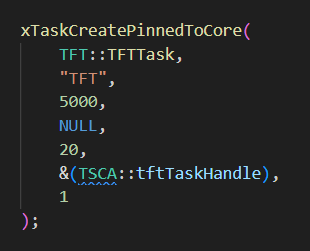 xTaskCreatePinnedToCore(
TFT::TFTTask,
"TFT",
5000,
NULL,
20,
&(TSCA::tftTaskHandle),
1
);